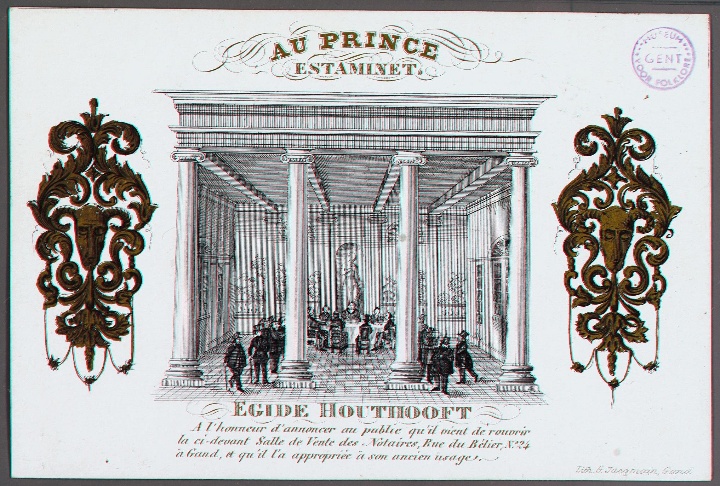 AU PRINCE
ESTAMINET.
MUSEUM
GENT
VOOR FOLKLORE
EGIDE HOUTHOOFT
A l'honneur d'annoncer au public qu'il vient de rouvrir
la ci-devant Salle de Vente des Notaires, Rue du Bélier, No. 24
à Gand, et qu'il l'a appropriée à son ancien usage.
Lith. G. Jacqmain, Gand